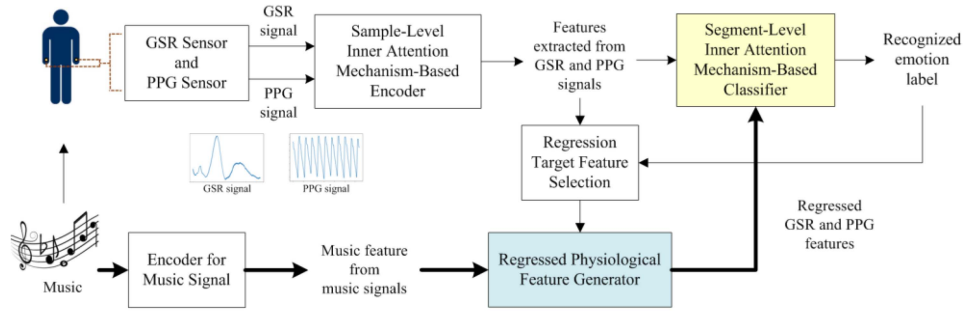 GSR Sensor
and
PPG Sensor
GSR
signal
PPG
signal
Sample-Level
Inner Attention
Mechanism-Based
Encoder
Features
extracted from
GSR and PPG
signals
Segment-Level
Inner Attention
Mechanism-Based
Classifier
Recognized
emotion
label
GSR signal
PPG signal
Regression
Target Feature
Selection
Regressed
GSR and PPG
features
Music
Encoder for
Music Signal
Music feature
from
music signals
Regressed Physiological
Feature Generator